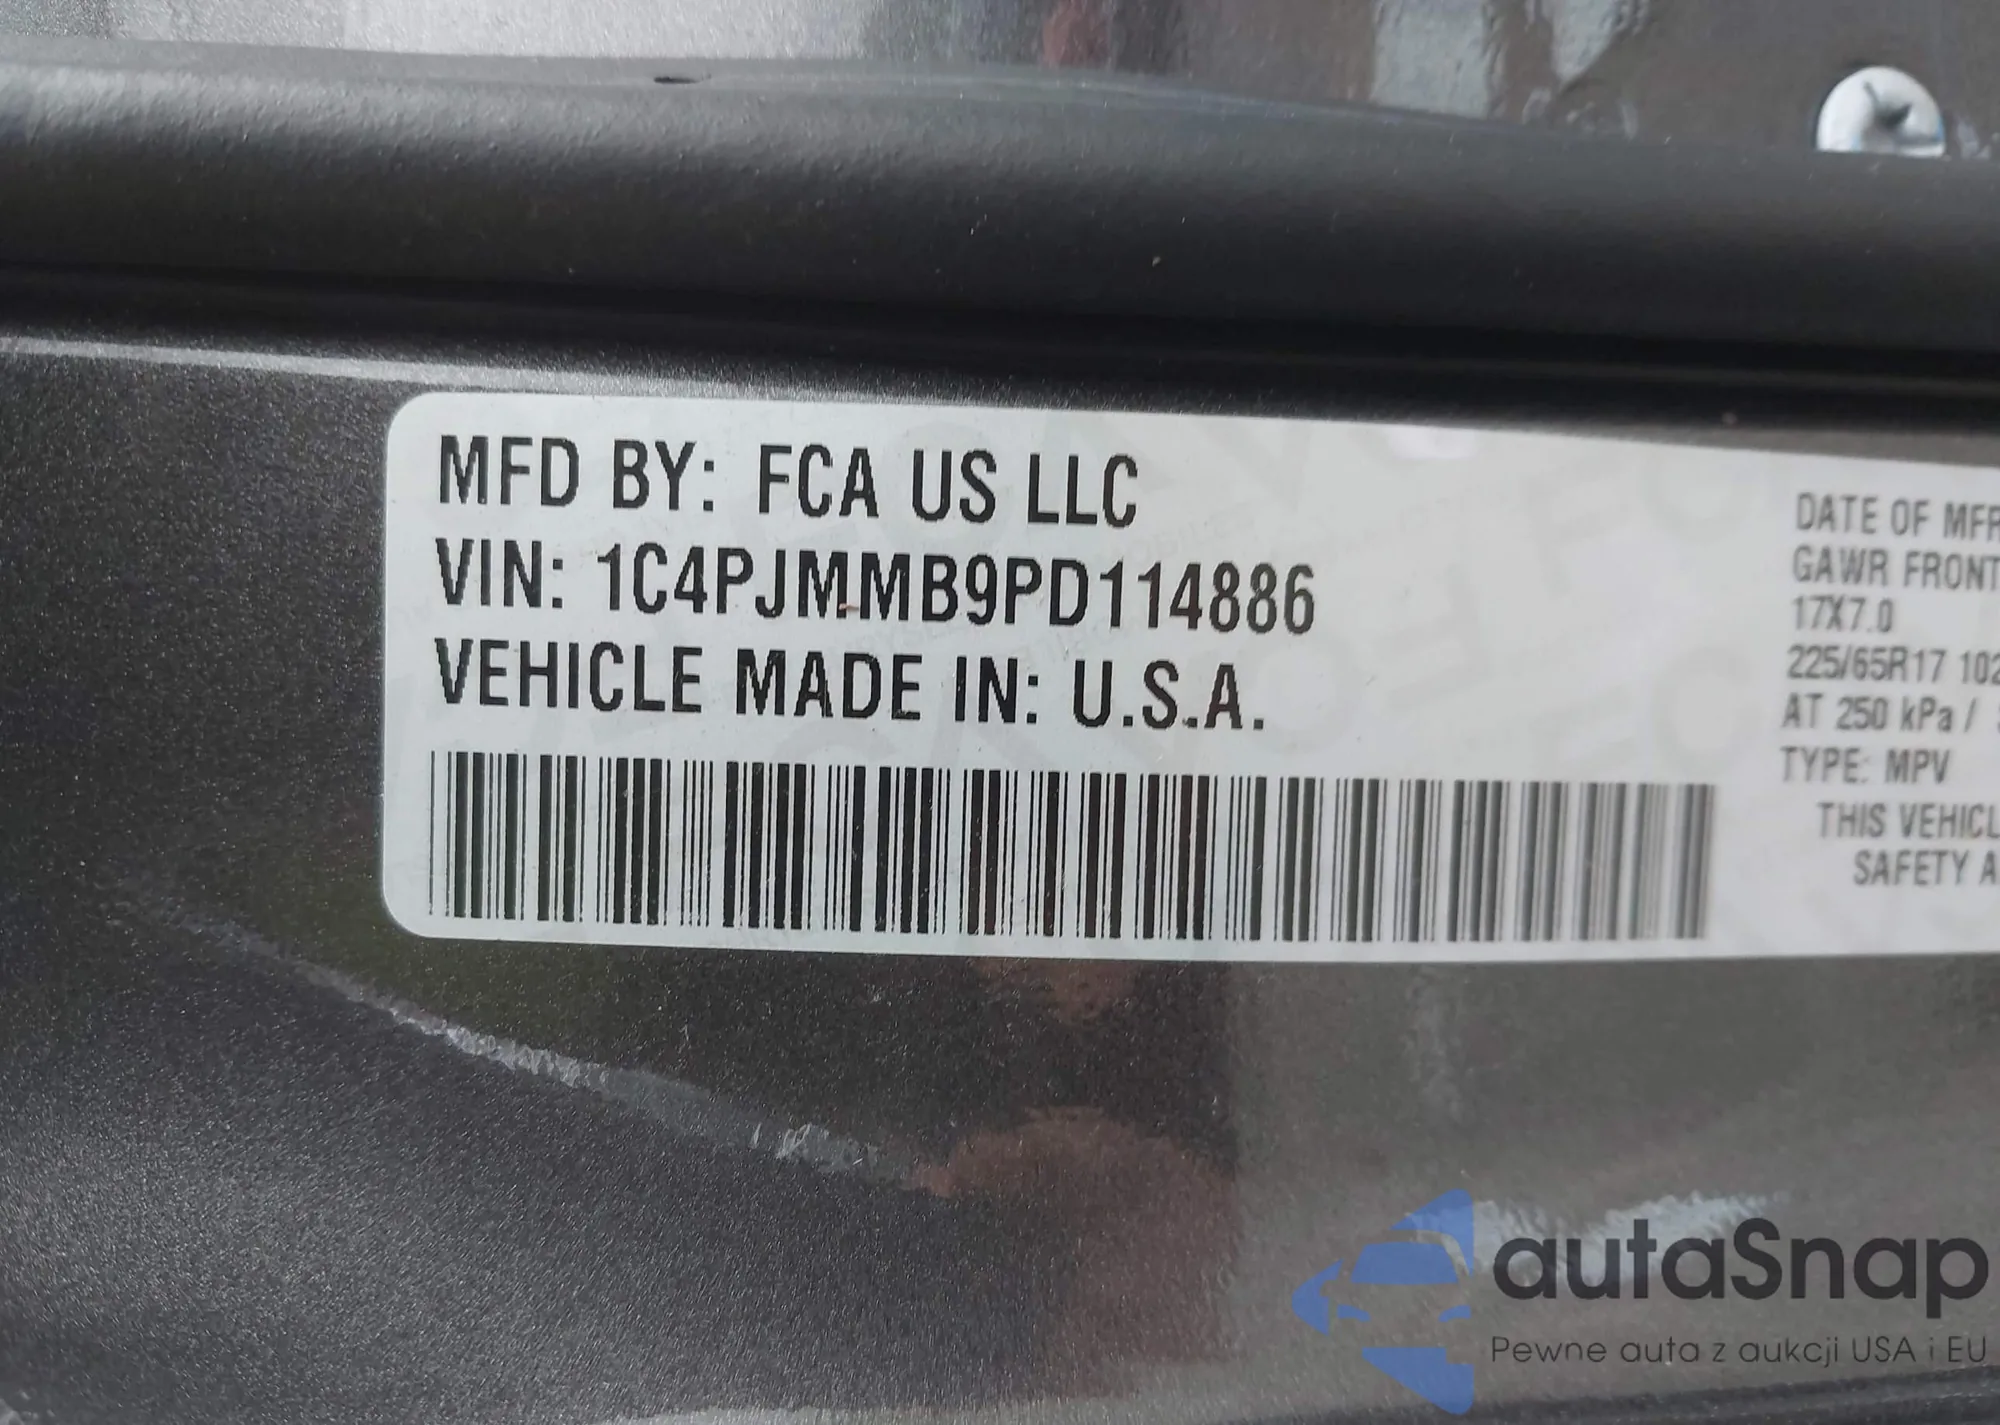 MFD BY: FCA US LLC
VIN: 1C4PJMMB9PD114886
VEHICLE MADE IN: U.S.A.
DATE OF MFR
GAWR FRONT
17X7.0
225/65R17 102
AT 250 kPa /
TYPE: MPV
THIS VEHICL
SAFETY A
autaSnap
Pewne auta z aukcji USA i EU